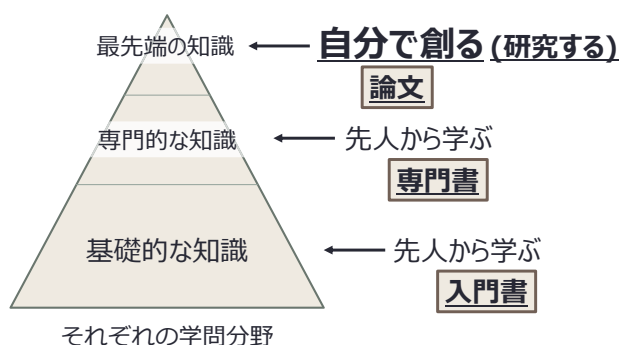 最先端の知識
自分で創る (研究する)
論文
専門的な知識
先人から学ぶ
専門書
基礎的な知識
先人から学ぶ
入門書
それぞれの学問分野